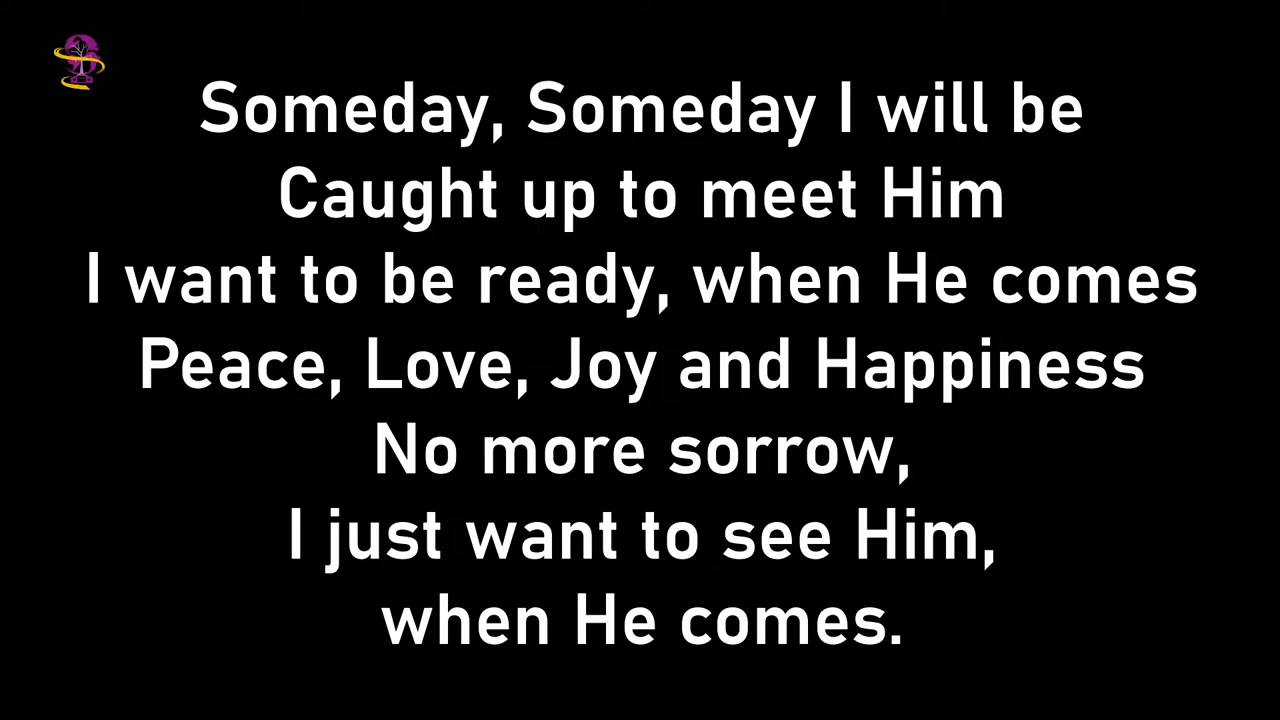 Someday, Someday I will be
Caught up to meet Him
I want to be ready, when He comes
Peace, Love, Joy and Happiness
No more sorrow,
I just want to see Him,
when He comes.